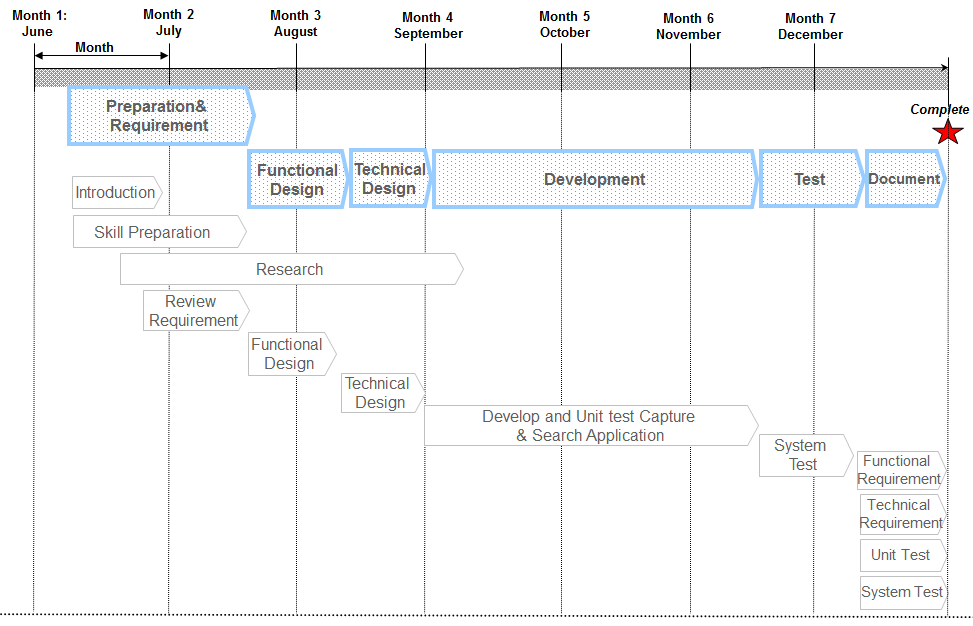 Month 1:
June
Month 2
July
Month 3
August
Month 4
September
Month 5
October
Month 6
November
Month 7
December
Month
Complete
Preparation&
Requirement
Functional
Design
Technical
Design
Development
Test
Document
Introduction
Skill Preparation
Research
Review
Requirement
Functional
Design
Technical
Design
Develop and Unit test Capture
& Search Application
System
Test
Functional
Requirement
Technical
Requirement
Unit Test
System Test